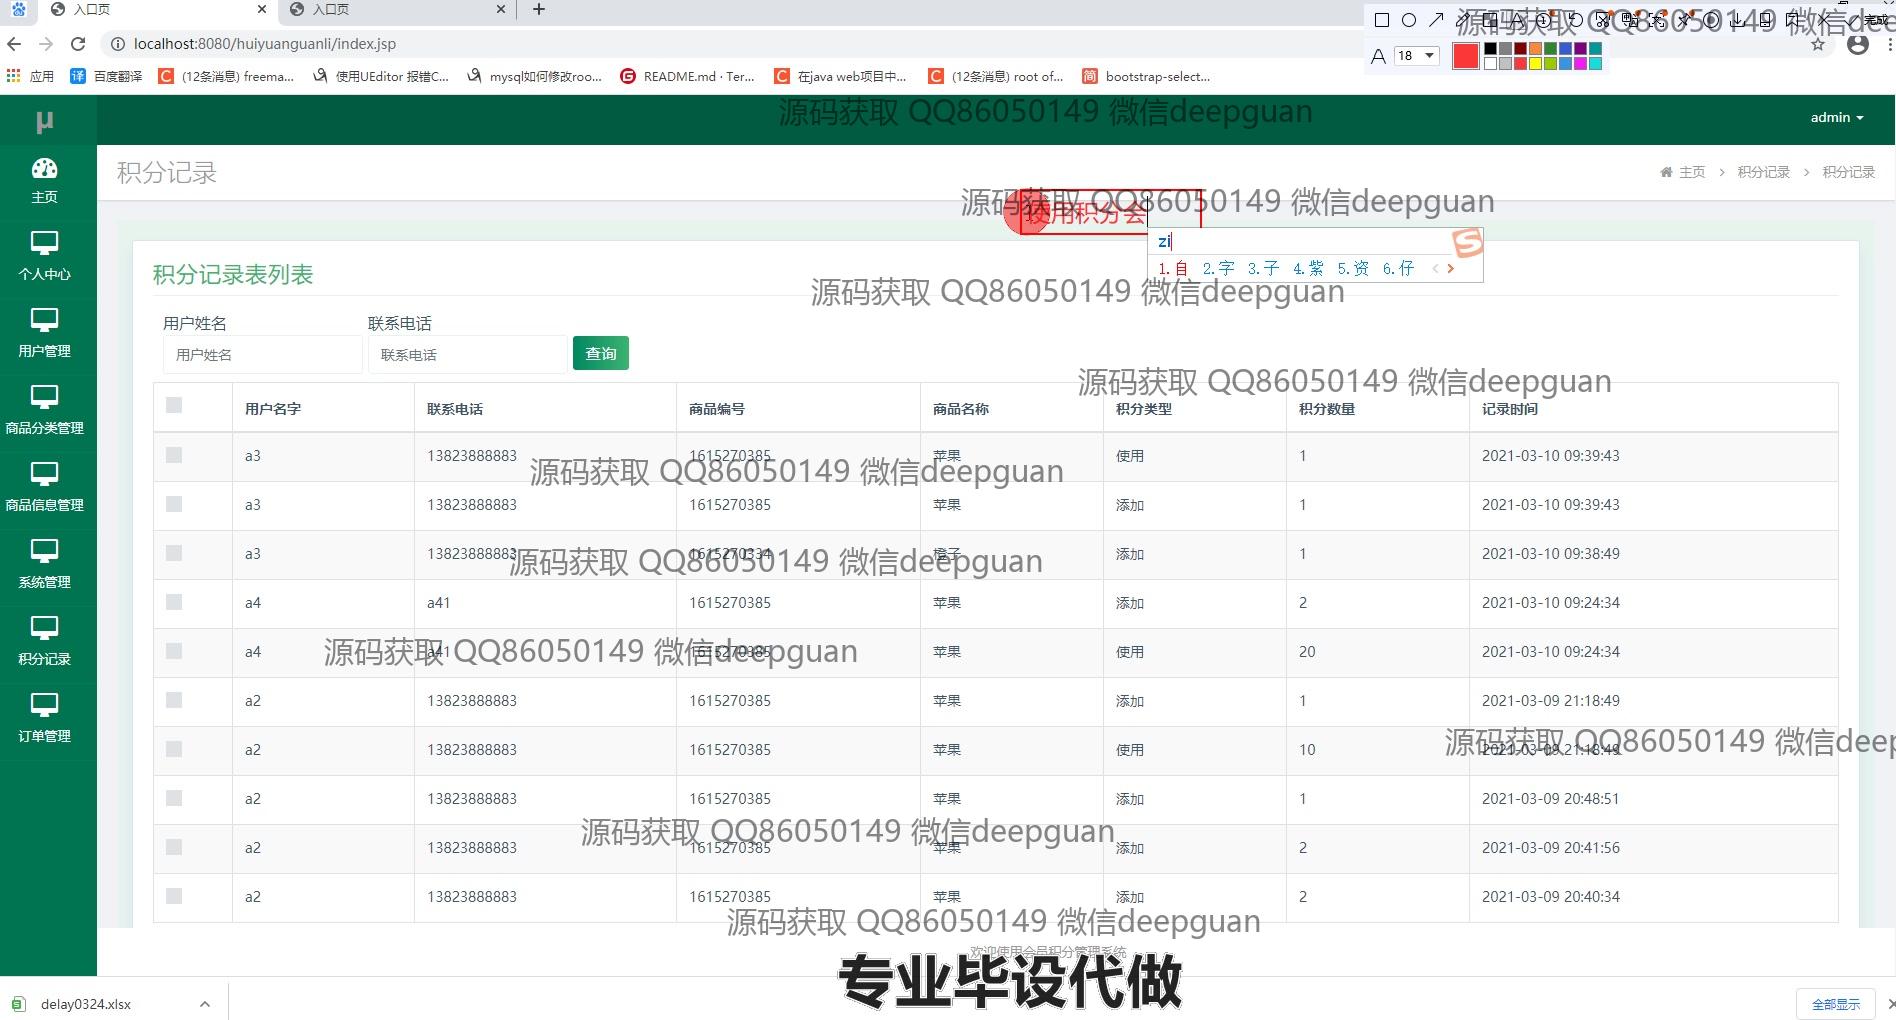 入口页
入口页
localhost:8080/huiyuanguanli/index.jsp
应用
百度翻译
(12条消息) freema...
使用UEditor 报错C...
mysql如何修改roo...
README.md · Ter...
在java web项目中...
(12条消息) root of...
bootstrap-select...
完成
A 18
源码获取 QQ86050149 微信dee
源码获取 QQ86050149 微信deepguan
μ
admin
主页
个人中心
用户管理
商品分类管理
商品信息管理
系统管理
积分记录
订单管理
积分记录
主页 > 积分记录 > 积分记录
源码获取 QQ86050149 微信deepguan
使用积分会
zi
1.自 2.字 3.子 4.紫 5.资 6.仔
积分记录表列表
源码获取 QQ86050149 微信deepguan
用户姓名 联系电话
用户姓名 联系电话 查询
源码获取 QQ86050149 微信deepguan
用户名字 联系电话 商品编号 商品名称 积分类型 积分数量 记录时间
a3 13823888883 1615270385 苹果 使用 1 2021-03-10 09:39:43
源码获取 QQ86050149 微信deepguan
a3 13823888883 1615270385 苹果 添加 1 2021-03-10 09:39:43
a3 13823888883 1615270334 橙子 添加 1 2021-03-10 09:38:49
源码获取 QQ86050149 微信deepguan
a4 a41 1615270385 苹果 添加 2 2021-03-10 09:24:34
a4 a41 1615270385 苹果 使用 20 2021-03-10 09:24:34
源码获取 QQ86050149 微信deepguan
a2 13823888883 1615270385 苹果 添加 1 2021-03-09 21:18:49
a2 13823888883 1615270385 苹果 使用 10 2021-03-09 21:18:49
源码获取 QQ86050149 微信deep
a2 13823888883 1615270385 苹果 添加 1 2021-03-09 20:48:51
a2 13823888883 1615270385 苹果 添加 2 2021-03-09 20:41:56
源码获取 QQ86050149 微信deepguan
a2 13823888883 1615270385 苹果 添加 2 2021-03-09 20:40:34
源码获取 QQ86050149 微信deepguan
欢迎使用会员积分管理系统
专业毕设代做
delay0324.xlsx
全部显示